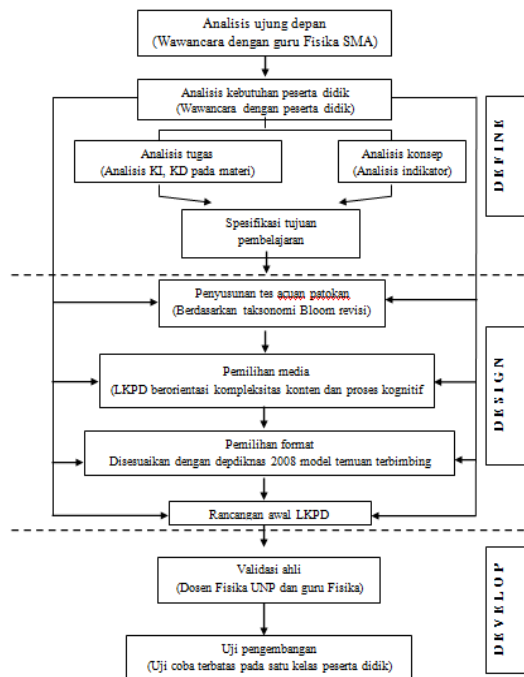 Analisis ujung depan
(Wawancara dengan guru Fisika SMA)
Analisis kebutuhan peserta didik
(Wawancara dengan peserta didik)
Analisis tugas
(Analisis KI, KD pada materi)
Analisis konsep
(Analisis indikator)
Spesifikasi tujuan
pembelajaran
DEFINE
Penyusunan tes acuan patokan
(Berdasarkan taksonomi Bloom revisi)
Pemilihan media
(LKPD berorientasi kompleksitas konten dan proses kognitif
Pemilihan format
Disesuaikan dengan depdiknas 2008 model temuan terbimbing
Rancangan awal LKPD
DESIGN
Validasi ahli
(Dosen Fisika UNP dan guru Fisika)
Uji pengembangan
(Uji coba terbatas pada satu kelas peserta didik)
DEVELOP